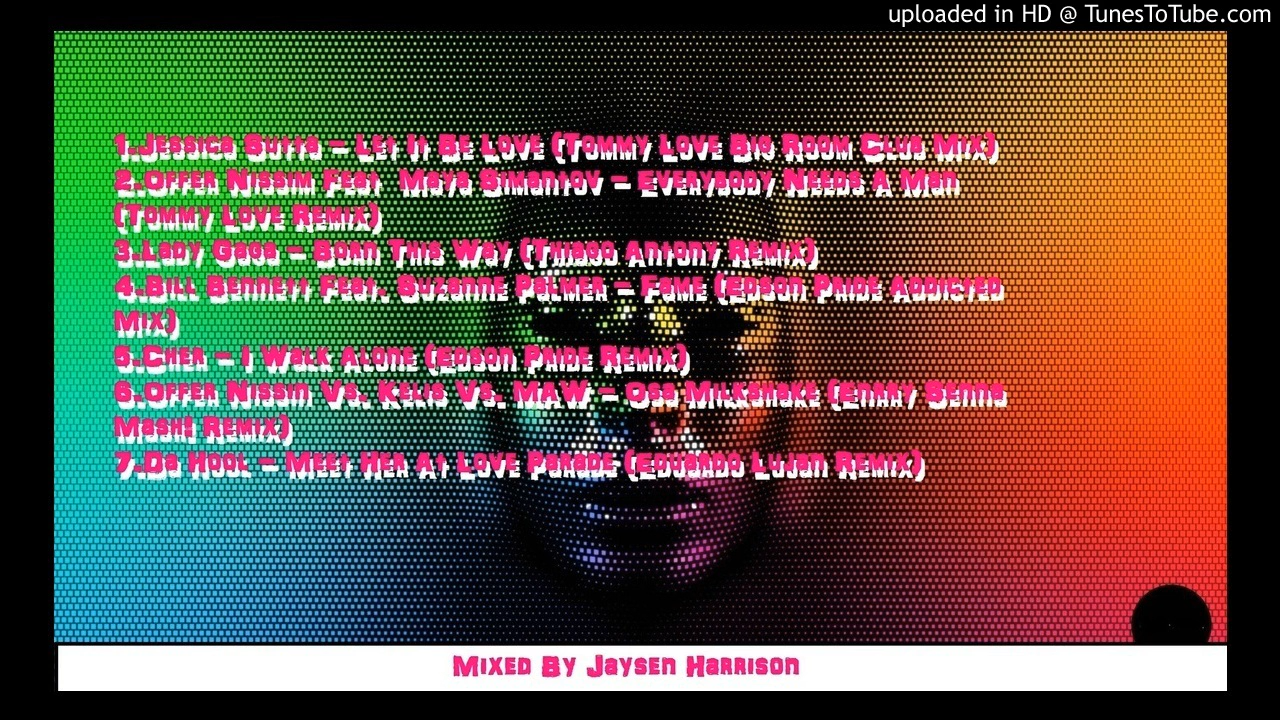 uploaded in HD @ TunesToTube.com
1.Jessica Sutta - Let It Be Love (Tommy Love Big Room Club Mix)
2.Offer Nissim Feat Maya Simantov - Everybody Needs A Man
(Tommy Love Remix)
3.Lady Gaga - Born This Way (Thiago Antony Remix)
4.Bill Bennett Feat. Suzanne Palmer - Fame (Edson Pride Addicted
Mix)
5.Cher - I Walk Alone (Edson Pride Remix)
6.Offer Nissin Vs. Kelis Vs. MAW - Osa Milkshake (Enrry Senna
Mash! Remix)
7.Da Hool - Meet Her At Love Parade (Eduardo Lujan Remix)
Mixed By Jaysen Harrison